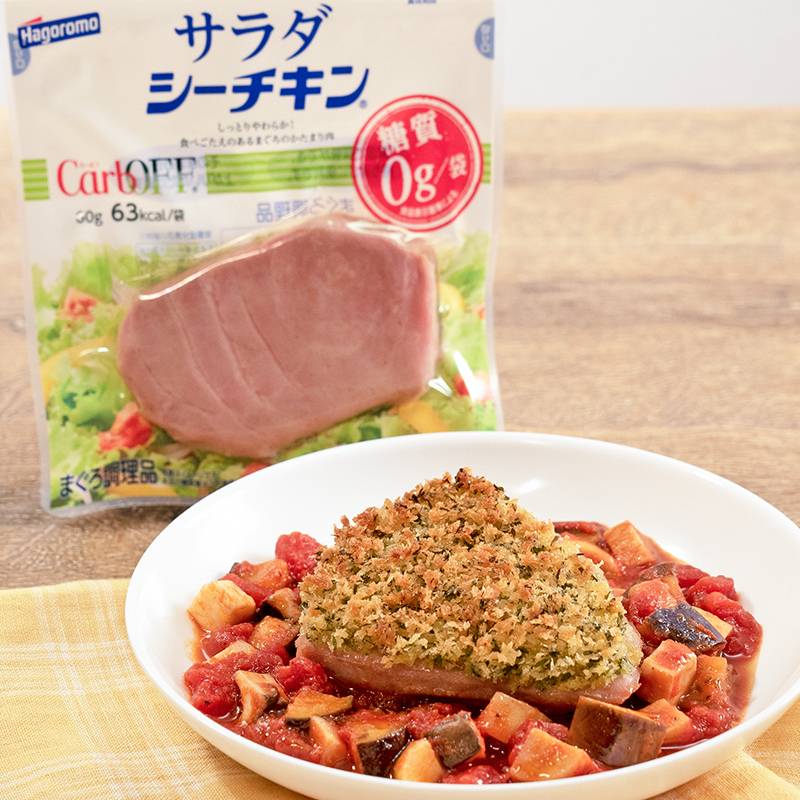 Hagoromo
サラダ
シーチキン®
しっとりやわらか!
食べごたえのあるまぐろのかたまり肉
糖質
0g/袋
CarbOFF
60g 63kcal/袋
まぐろ調理品